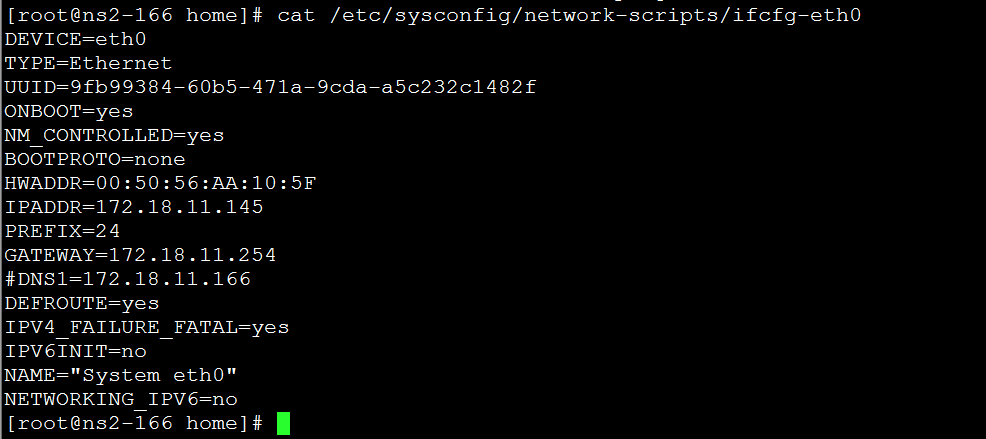 [root@ns2-166 home]# cat /etc/sysconfig/network-scripts/ifcfg-eth0
DEVICE=eth0
TYPE=Ethernet
UUID=9fb99384-60b5-471a-9cda-a5c232c1482f
ONBOOT=yes
NM_CONTROLLED=yes
BOOTPROTO=none
HWADDR=00:50:56:AA:10:5F
IPADDR=172.18.11.145
PREFIX=24
GATEWAY=172.18.11.254
#DNS1=172.18.11.166
DEFROUTE=yes
IPV4_FAILURE_FATAL=yes
IPV6INIT=no
NAME="System eth0"
NETWORKING_IPV6=no
[root@ns2-166 home]#